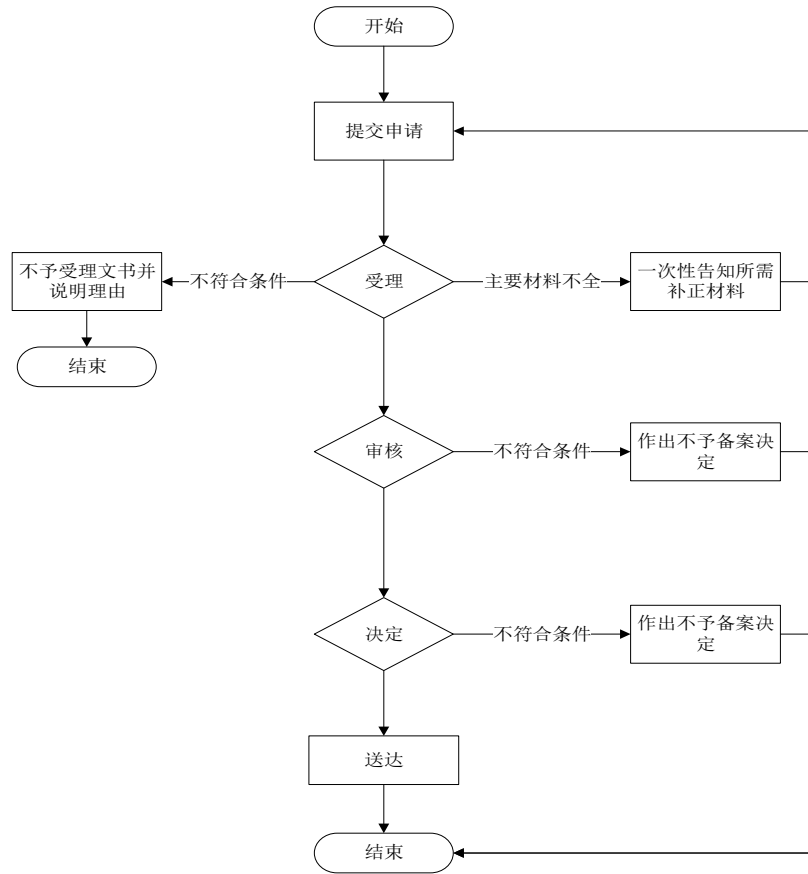 开始
提交申请
不予受理文书并
说明理由
不符合条件
受理
主要材料不全
一次性告知所需
补正材料
结束
审核
不符合条件
作出不予备案决
定
决定
不符合条件
作出不予备案决
定
送达
结束